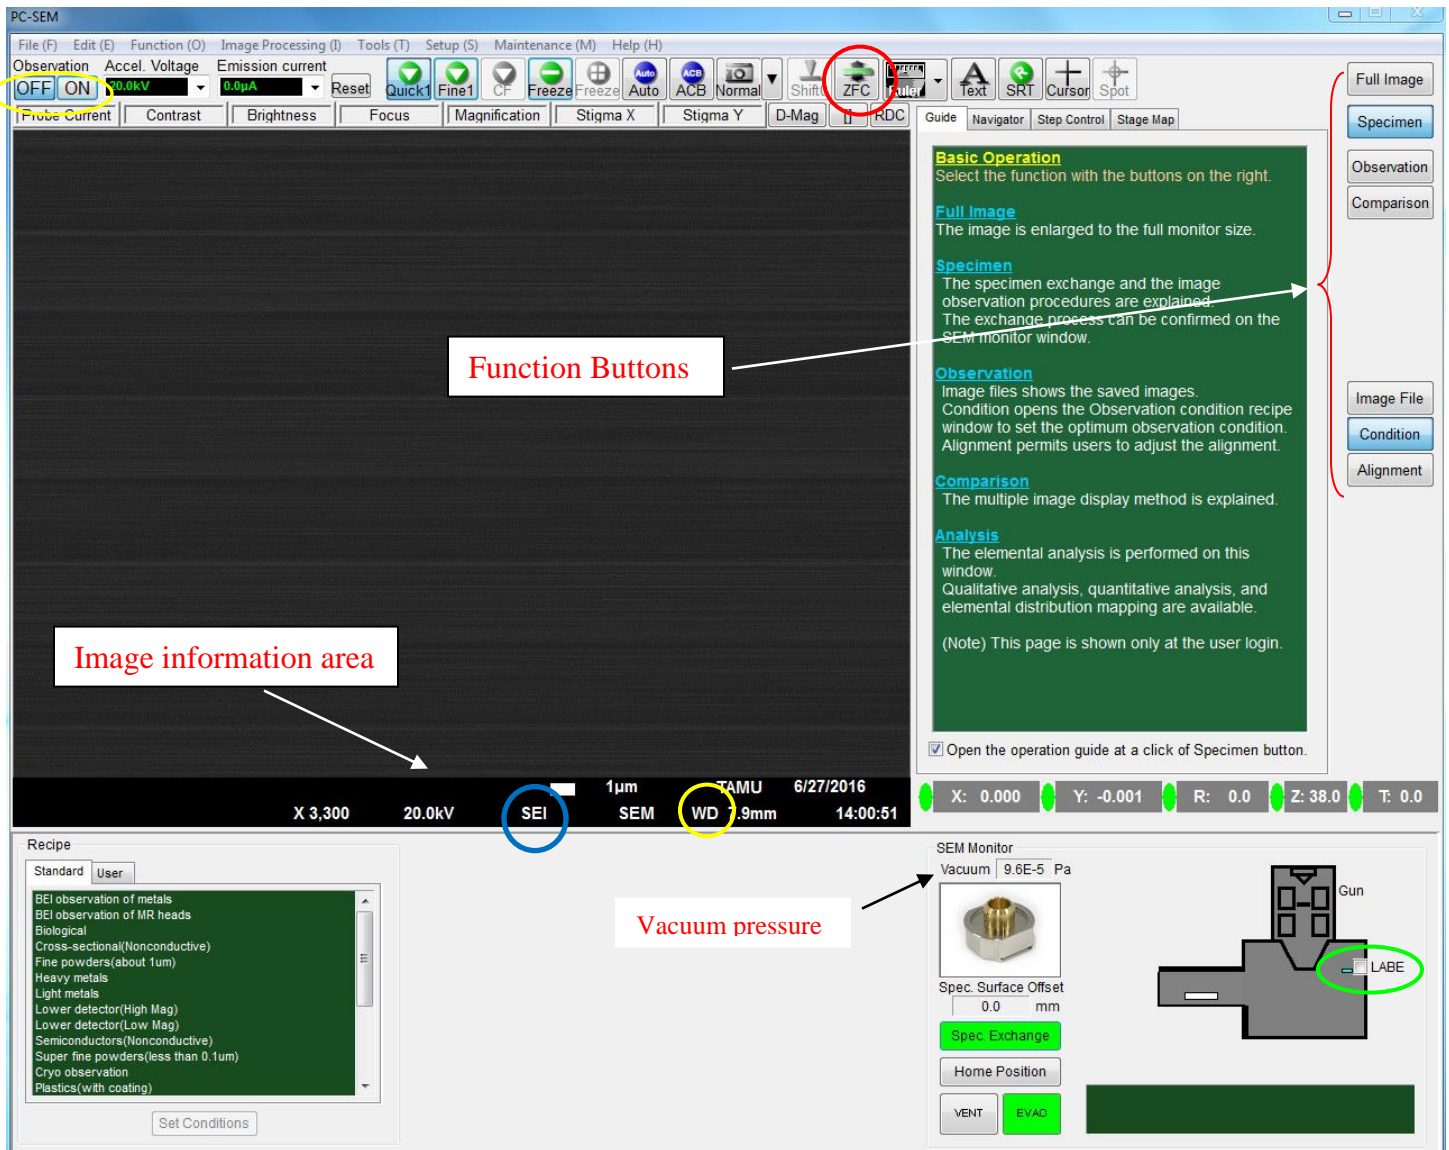 PC-SEM
File (F) Edit (E) Function (O) Image Processing (I) Tools (T) Setup (S) Maintenance (M) Help (H)
Observation Accel. Voltage Emission current
OFF ON 20.0kV 0.0μA Reset Quick1 Fine1 CF Freeze Freeze Auto ACB Normal Shift ZFC Ruler Text SRT Cursor Spot
Auto ACB
Probe Current Contrast Brightness Focus Magnification Stigma X Stigma Y D-Mag [] RDC
Guide Navigator Step Control Stage Map
Basic Operation
Select the function with the buttons on the right.
Full Image
The image is enlarged to the full monitor size.
Specimen
The specimen exchange and the image
observation procedures are explained.
The exchange process can be confirmed on the
SEM monitor window.
Observation
Image files shows the saved images.
Condition opens the Observation condition recipe
window to set the optimum observation condition.
Alignment permits users to adjust the alignment.
Comparison
The multiple image display method is explained.
Analysis
The elemental analysis is performed on this
window.
Qualitative analysis, quantitative analysis, and
elemental distribution mapping are available.
(Note) This page is shown only at the user login.
Open the operation guide at a click of Specimen button.
Full Image
Specimen
Observation
Comparison
Image File
Condition
Alignment
Function Buttons
Image information area
1μm TAMU 6/27/2016
X 3,300 20.0kV SEI SEM WD 7.9mm 14:00:51
X: 0.000 Y: -0.001 R: 0.0 Z: 38.0 T: 0.0
Recipe
Standard User
BEI observation of metals
BEI observation of MR heads
Biological
Cross-sectional(Nonconductive)
Fine powders(about 1um)
Heavy metals
Light metals
Lower detector(High Mag)
Lower detector(Low Mag)
Semiconductors(Nonconductive)
Super fine powders(less than 0.1um)
Cryo observation
Plastics(with coating)
Set Conditions
Vacuum pressure
SEM Monitor
Vacuum 9.6E-5 Pa
Spec. Surface Offset
0.0 mm
Spec. Exchange
Home Position
VENT EVAC
Gun
LABE